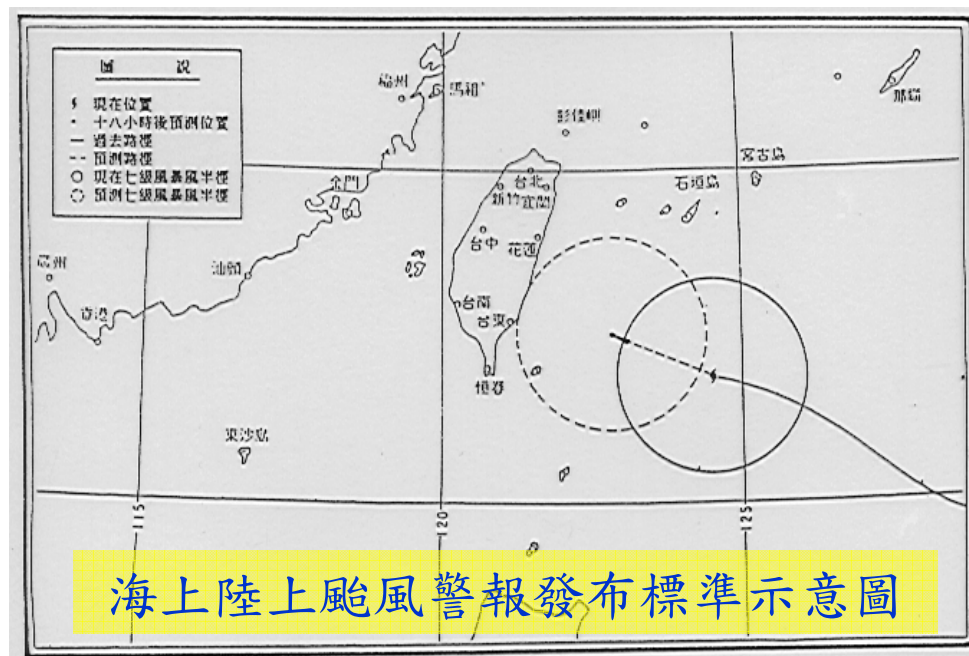 圖 說
現在位置
十八小時後預測位置
過去路徑
預測路徑
現在七級風暴風半徑
預測七級風暴風半徑
福州
馬祖
那霸
彭佳嶼
宮古島
金門
台北
石垣島
新竹 宜蘭
台中
花蓮
廣州
汕頭
香港
台南
台東
恆春
東沙島
115
120
125
海上陸上颱風警報發布標準示意圖